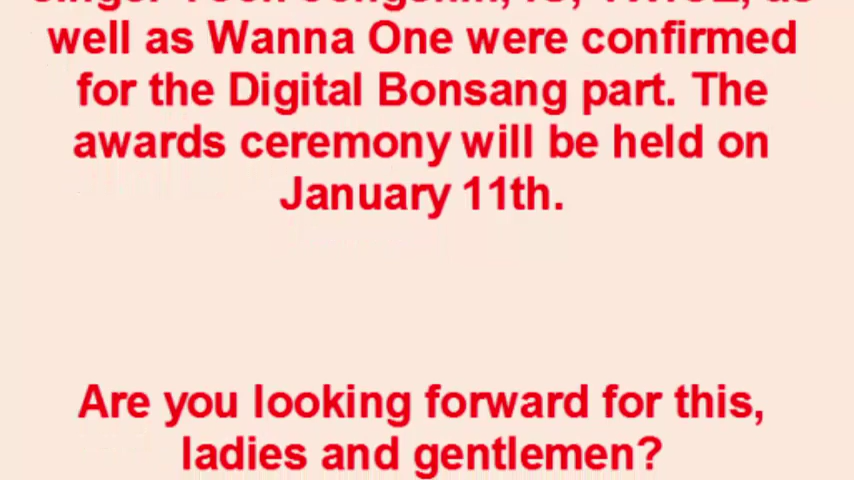 well as Wanna One were confirmed
for the Digital Bonsang part. The
awards ceremony will be held on
January 11th.
Are you looking forward for this,
ladies and gentlemen?